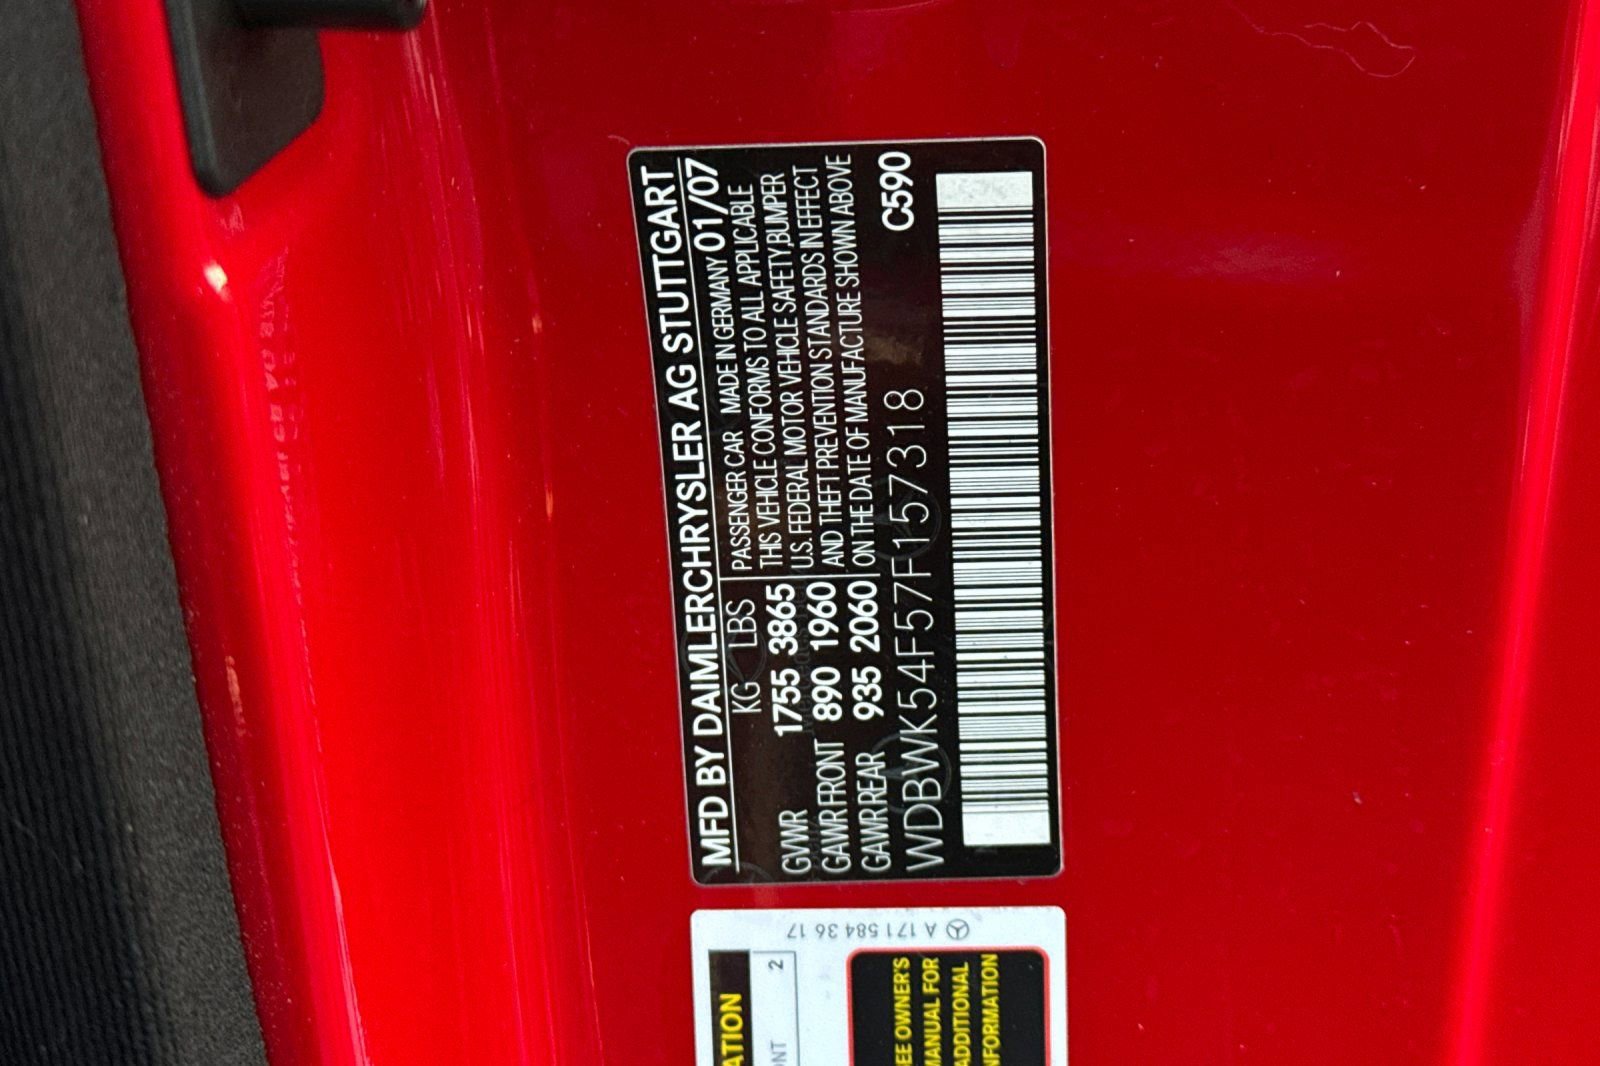 MFD BY DAIMLERCHRYSLER AG STUTTGART
KG LBS
PASSENGER CAR MADE IN GERMANY 01/07
GVWR 1755 3865
THIS VEHICLE CONFORMS TO ALL APPLICABLE
U.S. FEDERAL MOTOR VEHICLE SAFETY,BUMPER
GAWR FRONT 890 1960
AND THEFT PREVENTION STANDARDS IN EFFECT
GAWR REAR 935 2060
ON THE DATE OF MANUFACTURE SHOWN ABOVE
WDBWK54F57F157318
C590
A 171 584 36 17
2
SEE OWNER'S
MANUAL FOR
ADDITIONAL
INFORMATION